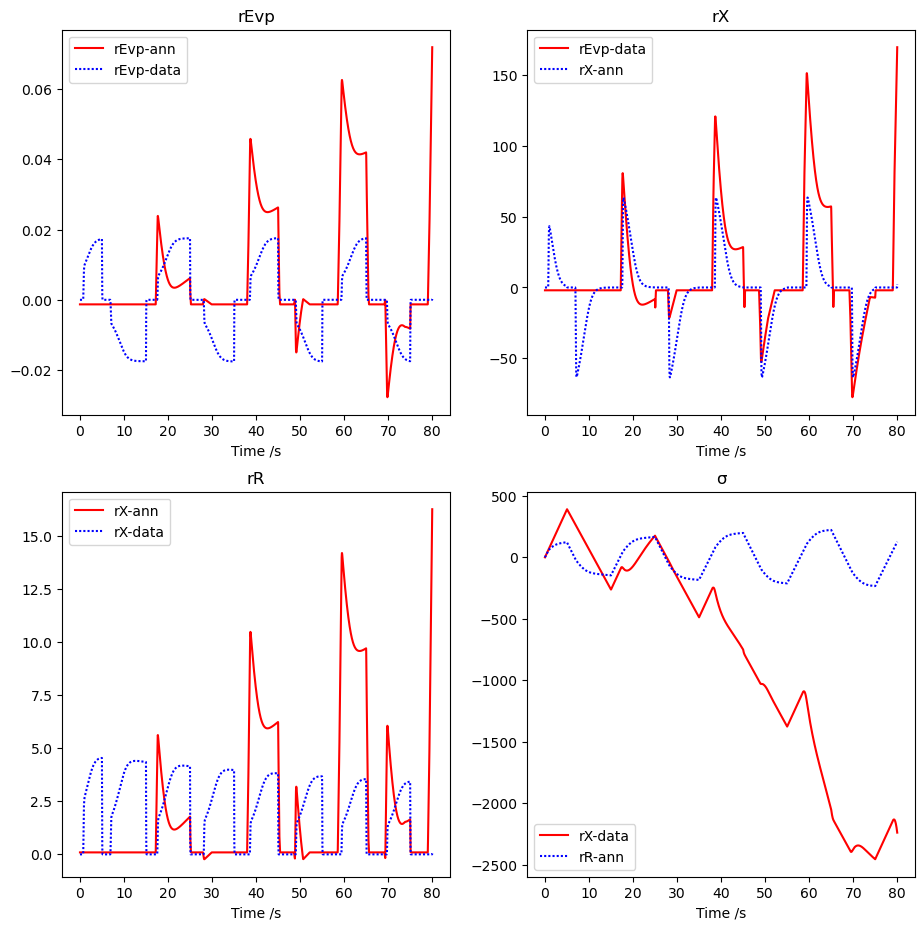 rEvp
rEvp-ann
rEvp-data
0.06
0.04
0.02
0.00
−0.02
0 10 20 30 40 50 60 70 80
Time /s
rX
rEvp-data
rX-ann
150
100
50
0
−50
0 10 20 30 40 50 60 70 80
Time /s
rR
rX-ann
rX-data
15.0
12.5
10.0
7.5
5.0
2.5
0.0
0 10 20 30 40 50 60 70 80
Time /s
σ
500
0
−500
−1000
−1500
−2000
−2500
rX-data
rR-ann
0 10 20 30 40 50 60 70 80
Time /s